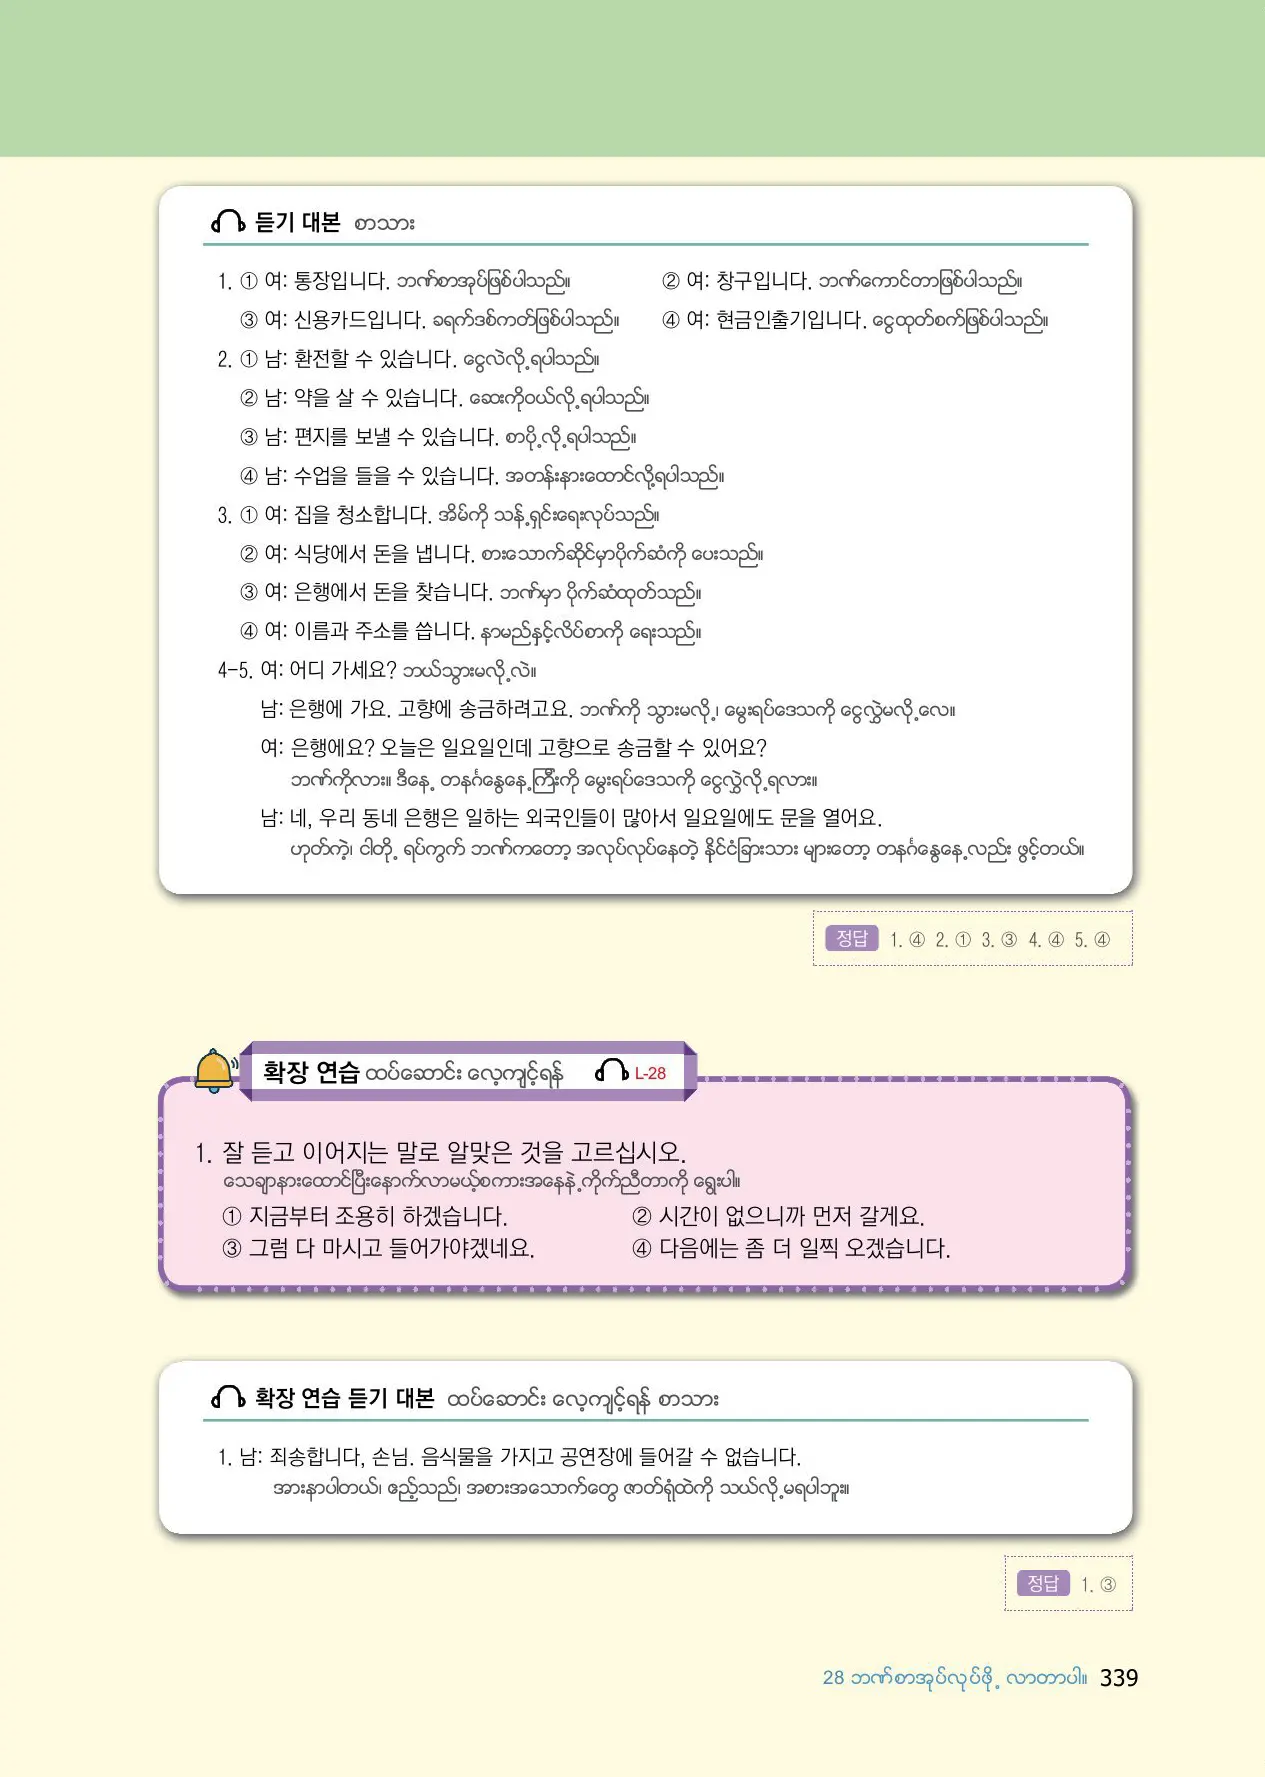 듣기 대본 စာသား
1. ① 여: 통장입니다. ဘဏ်စာအုပ်ဖြစ်ပါသည်။ ② 여: 창구입니다. ဘဏ်ကောင်တာဖြစ်ပါသည်။
③ 여: 신용카드입니다. ခရက်ဒစ်ကတ်ဖြစ်ပါသည်။ ④ 여: 현금인출기입니다. ငွေထုတ်စက်ဖြစ်ပါသည်။
2. ① 남: 환전할 수 있습니다. ငွေလဲလို့ရပါသည်။
② 남: 약을 살 수 있습니다. ဆေးကိုဝယ်လို့ရပါသည်။
③ 남: 편지를 보낼 수 있습니다. စာပို့လို့ရပါသည်။
④ 남: 수업을 들을 수 있습니다. အတန်းနားထောင်လို့ရပါသည်။
3. ① 여: 집을 청소합니다. အိမ်ကို သန့်ရှင်းရေးလုပ်သည်။
② 여: 식당에서 돈을 냅니다. စားသောက်ဆိုင်မှာပိုက်ဆံကို ပေးသည်။
③ 여: 은행에서 돈을 찾습니다. ဘဏ်မှာ ပိုက်ဆံထုတ်သည်။
④ 여: 이름과 주소를 씁니다. နာမည်နှင့်လိပ်စာကို ရေးသည်။
4-5. 여: 어디 가세요? ဘယ်သွားမလို့လဲ။
남: 은행에 가요. 고향에 송금하려고요. ဘဏ်ကို သွားမလို့၊ မွေးရပ်ဒေသကို ငွေလွှဲမလို့လေ။
여: 은행에요? 오늘은 일요일인데 고향으로 송금할 수 있어요?
ဘဏ်ကိုလား။ ဒီနေ့ တနင်္ဂနွေနေ့ကြီးကို မွေးရပ်ဒေသကို ငွေလွှဲလို့ရလား။
남: 네, 우리 동네 은행은 일하는 외국인들이 많아서 일요일에도 문을 열어요.
ဟုတ်ကဲ့၊ ငါတို့ ရပ်ကွက် ဘဏ်ကတော့ အလုပ်လုပ်နေတဲ့ နိုင်ငံခြားသား များတော့ တနင်္ဂနွေနေ့လည်း ဖွင့်တယ်။
정답 1. ④ 2. ① 3. ③ 4. ④ 5. ④
확장 연습 ထပ်ဆောင်း လေ့ကျင့်ရန် L-28
1. 잘 듣고 이어지는 말로 알맞은 것을 고르십시오.
သေချာနားထောင်ပြီးနောက်လာမယ့်စကားအနေနဲ့ကိုက်ညီတာကို ရွေးပါ။
① 지금부터 조용히 하겠습니다. ② 시간이 없으니까 먼저 갈게요.
③ 그럼 다 마시고 들어가야겠네요. ④ 다음에는 좀 더 일찍 오겠습니다.
확장 연습 듣기 대본 ထပ်ဆောင်း လေ့ကျင့်ရန် စာသား
1. 남: 죄송합니다, 손님. 음식물을 가지고 공연장에 들어갈 수 없습니다.
အားနာပါတယ်၊ ဧည့်သည်၊ အစားအသောက်တွေ ဇာတ်ရုံထဲကို သယ်လို့မရပါဘူး။
정답 1. ③
28 ဘဏ်စာအုပ်လုပ်ဖို့ လာတာပါ။ 339